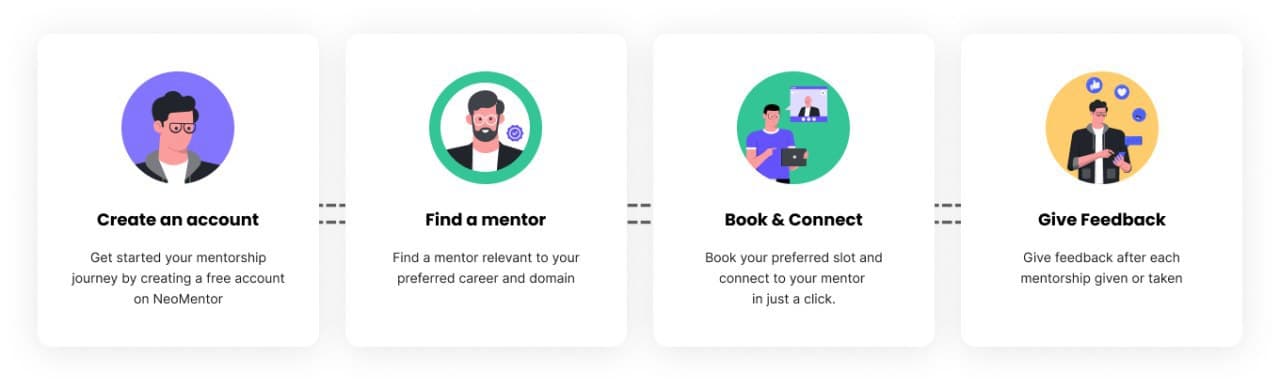 Create an account
Get started your mentorship
journey by creating a free account
on NeoMentor
Find a mentor
Find a mentor relevant to your
preferred career and domain
Book & Connect
Book your preferred slot and
connect to your mentor
in just a click.
Give Feedback
Give feedback after each
mentorship given or taken